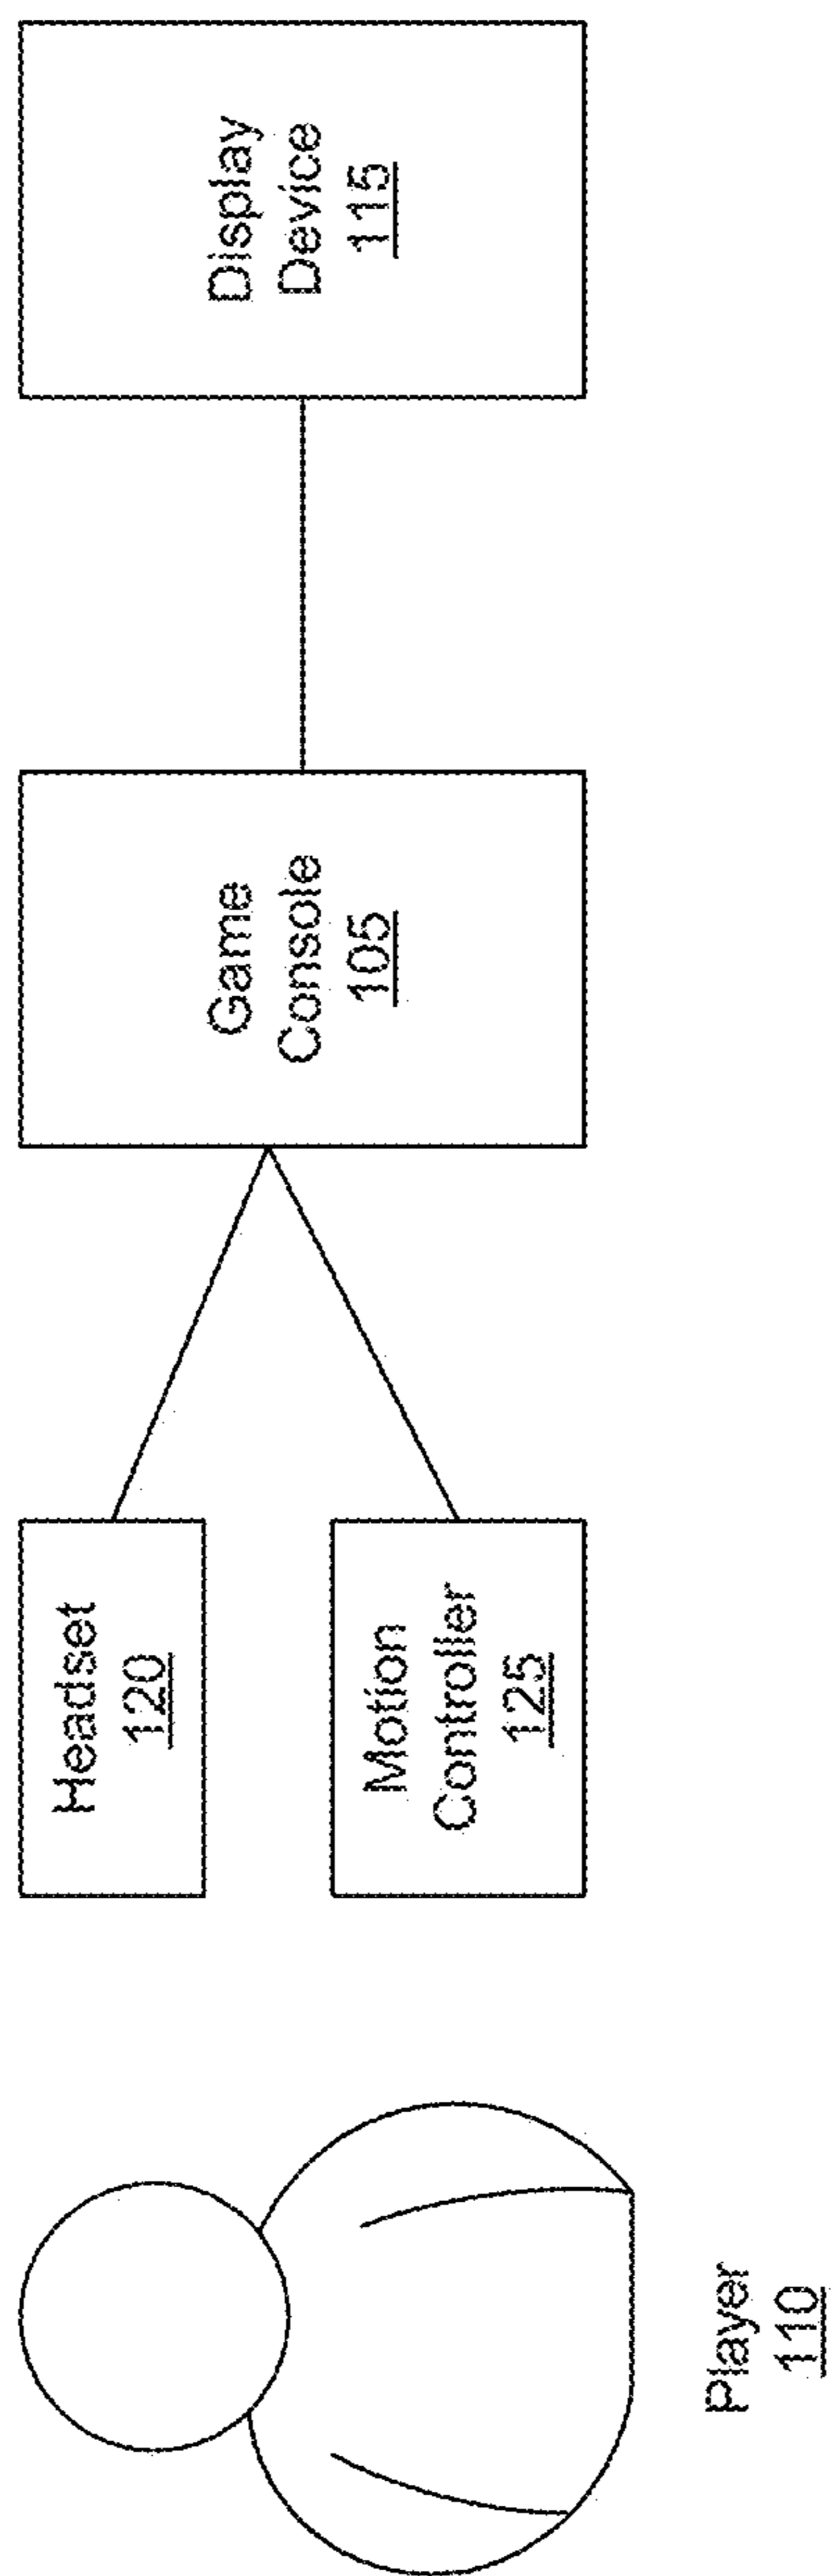 Player
110
Headset
120
Motion
Controller
125
Game
Console
105
Display
Device
115